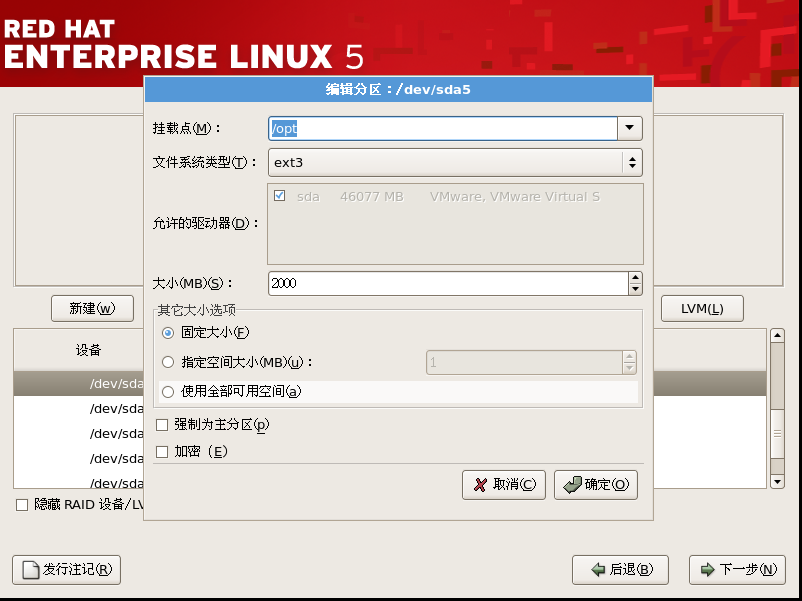 RED HAT
ENTERPRISE LINUX 5
编辑分区：/dev/sda5
挂载点(M)：
/opt
文件系统类型(T)：
ext3
sda 46077 MB VMware, VMware Virtual S
允许的驱动器(D)：
大小(MB)(S)：
2000
新建(w)
LVM(L)
其它大小选项
固定大小(F)
指定空间大小(MB)(u)：
1
使用全部可用空间(a)
设备
/dev/sda
/dev/sda
/dev/sda
/dev/sda
/dev/sda
强制为主分区(p)
加密 (E)
取消(C)
确定(O)
隐藏 RAID 设备/LV
发行注记(R)
后退(B)
下一步(N)